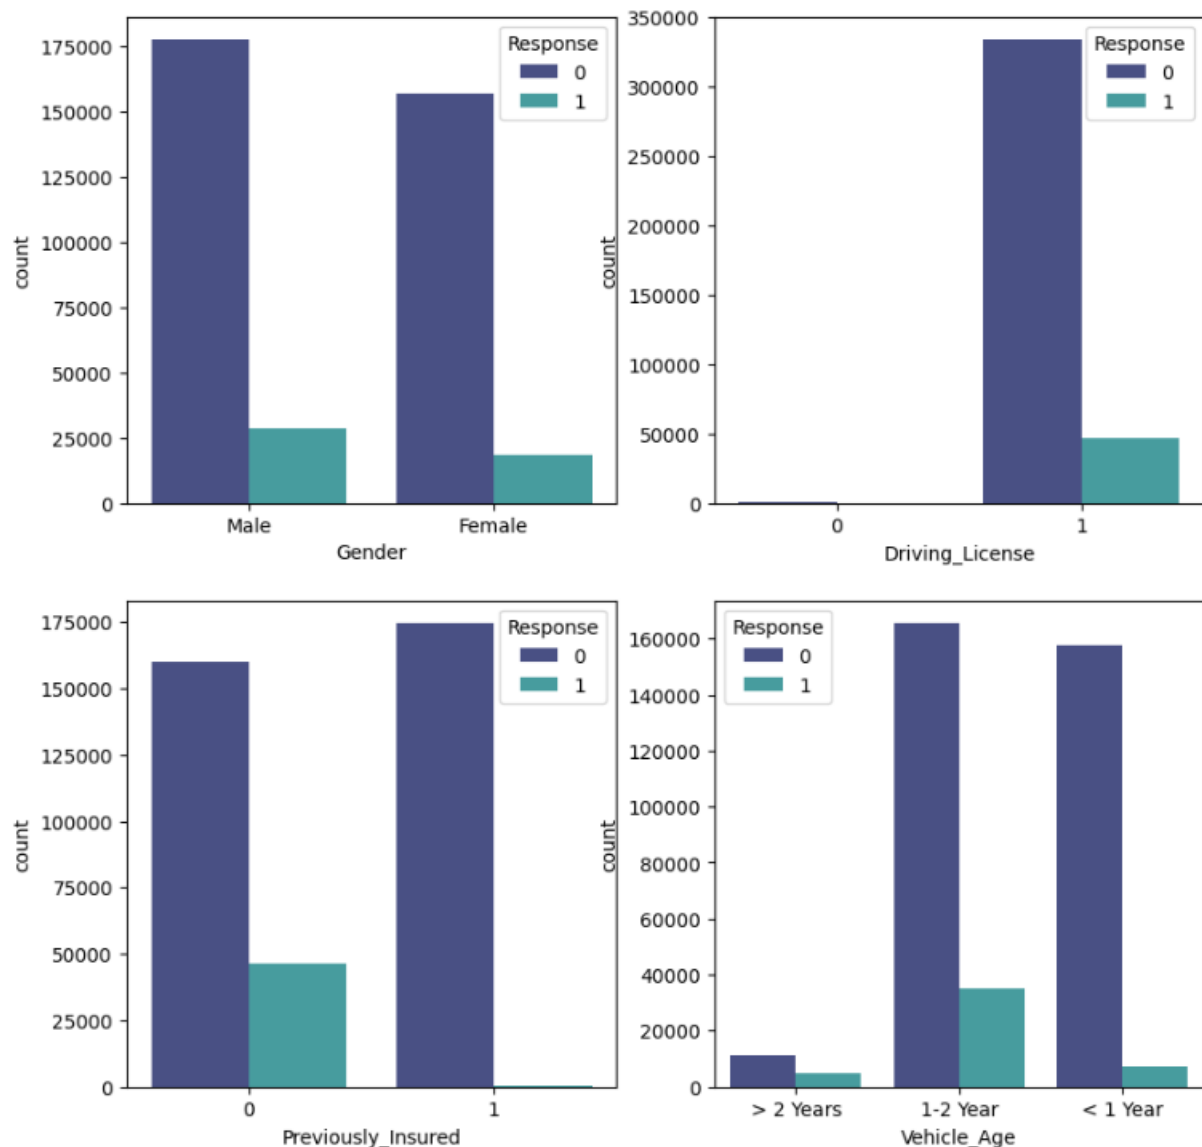 175000
150000
125000
100000
75000
50000
25000
0
count
Response
0
1
Male
Female
Gender
350000
300000
250000
200000
150000
100000
50000
0
count
Response
0
1
0
1
Driving_License
175000
150000
125000
100000
75000
50000
25000
0
count
Response
0
1
0
1
Previously_Insured
160000
140000
120000
100000
80000
60000
40000
20000
0
count
Response
0
1
> 2 Years
1-2 Year
< 1 Year
Vehicle_Age